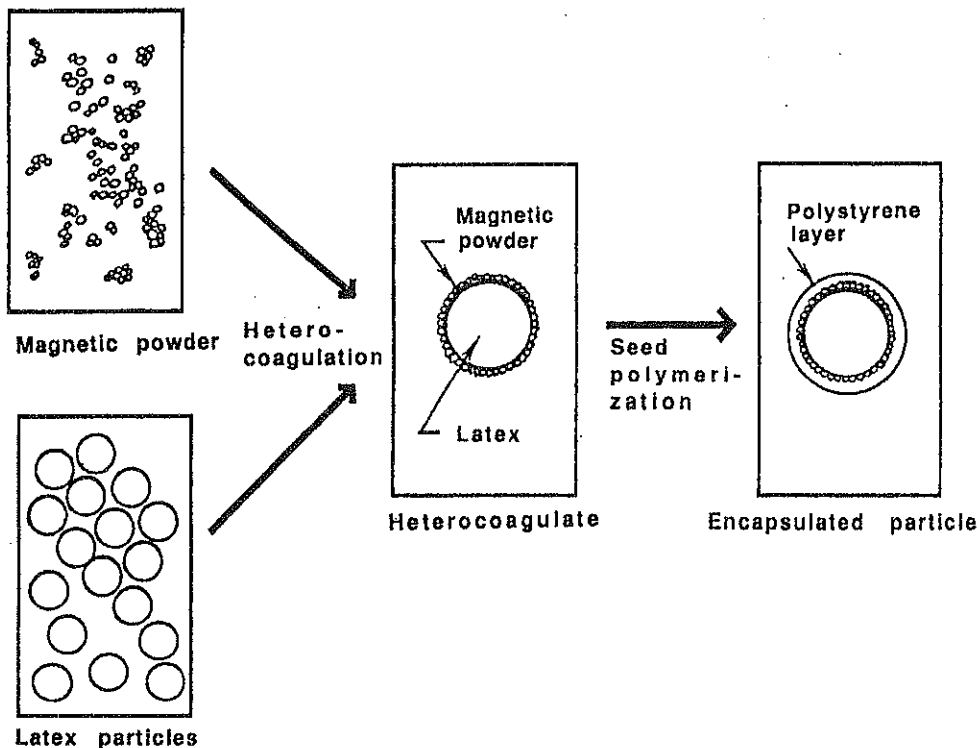 Magnetic powder
Hetero-
coagulation
Latex particles
Magnetic
powder
Latex
Heterocoagulate
Seed
polymeri-
zation
Polystyrene
layer
Encapsulated particle